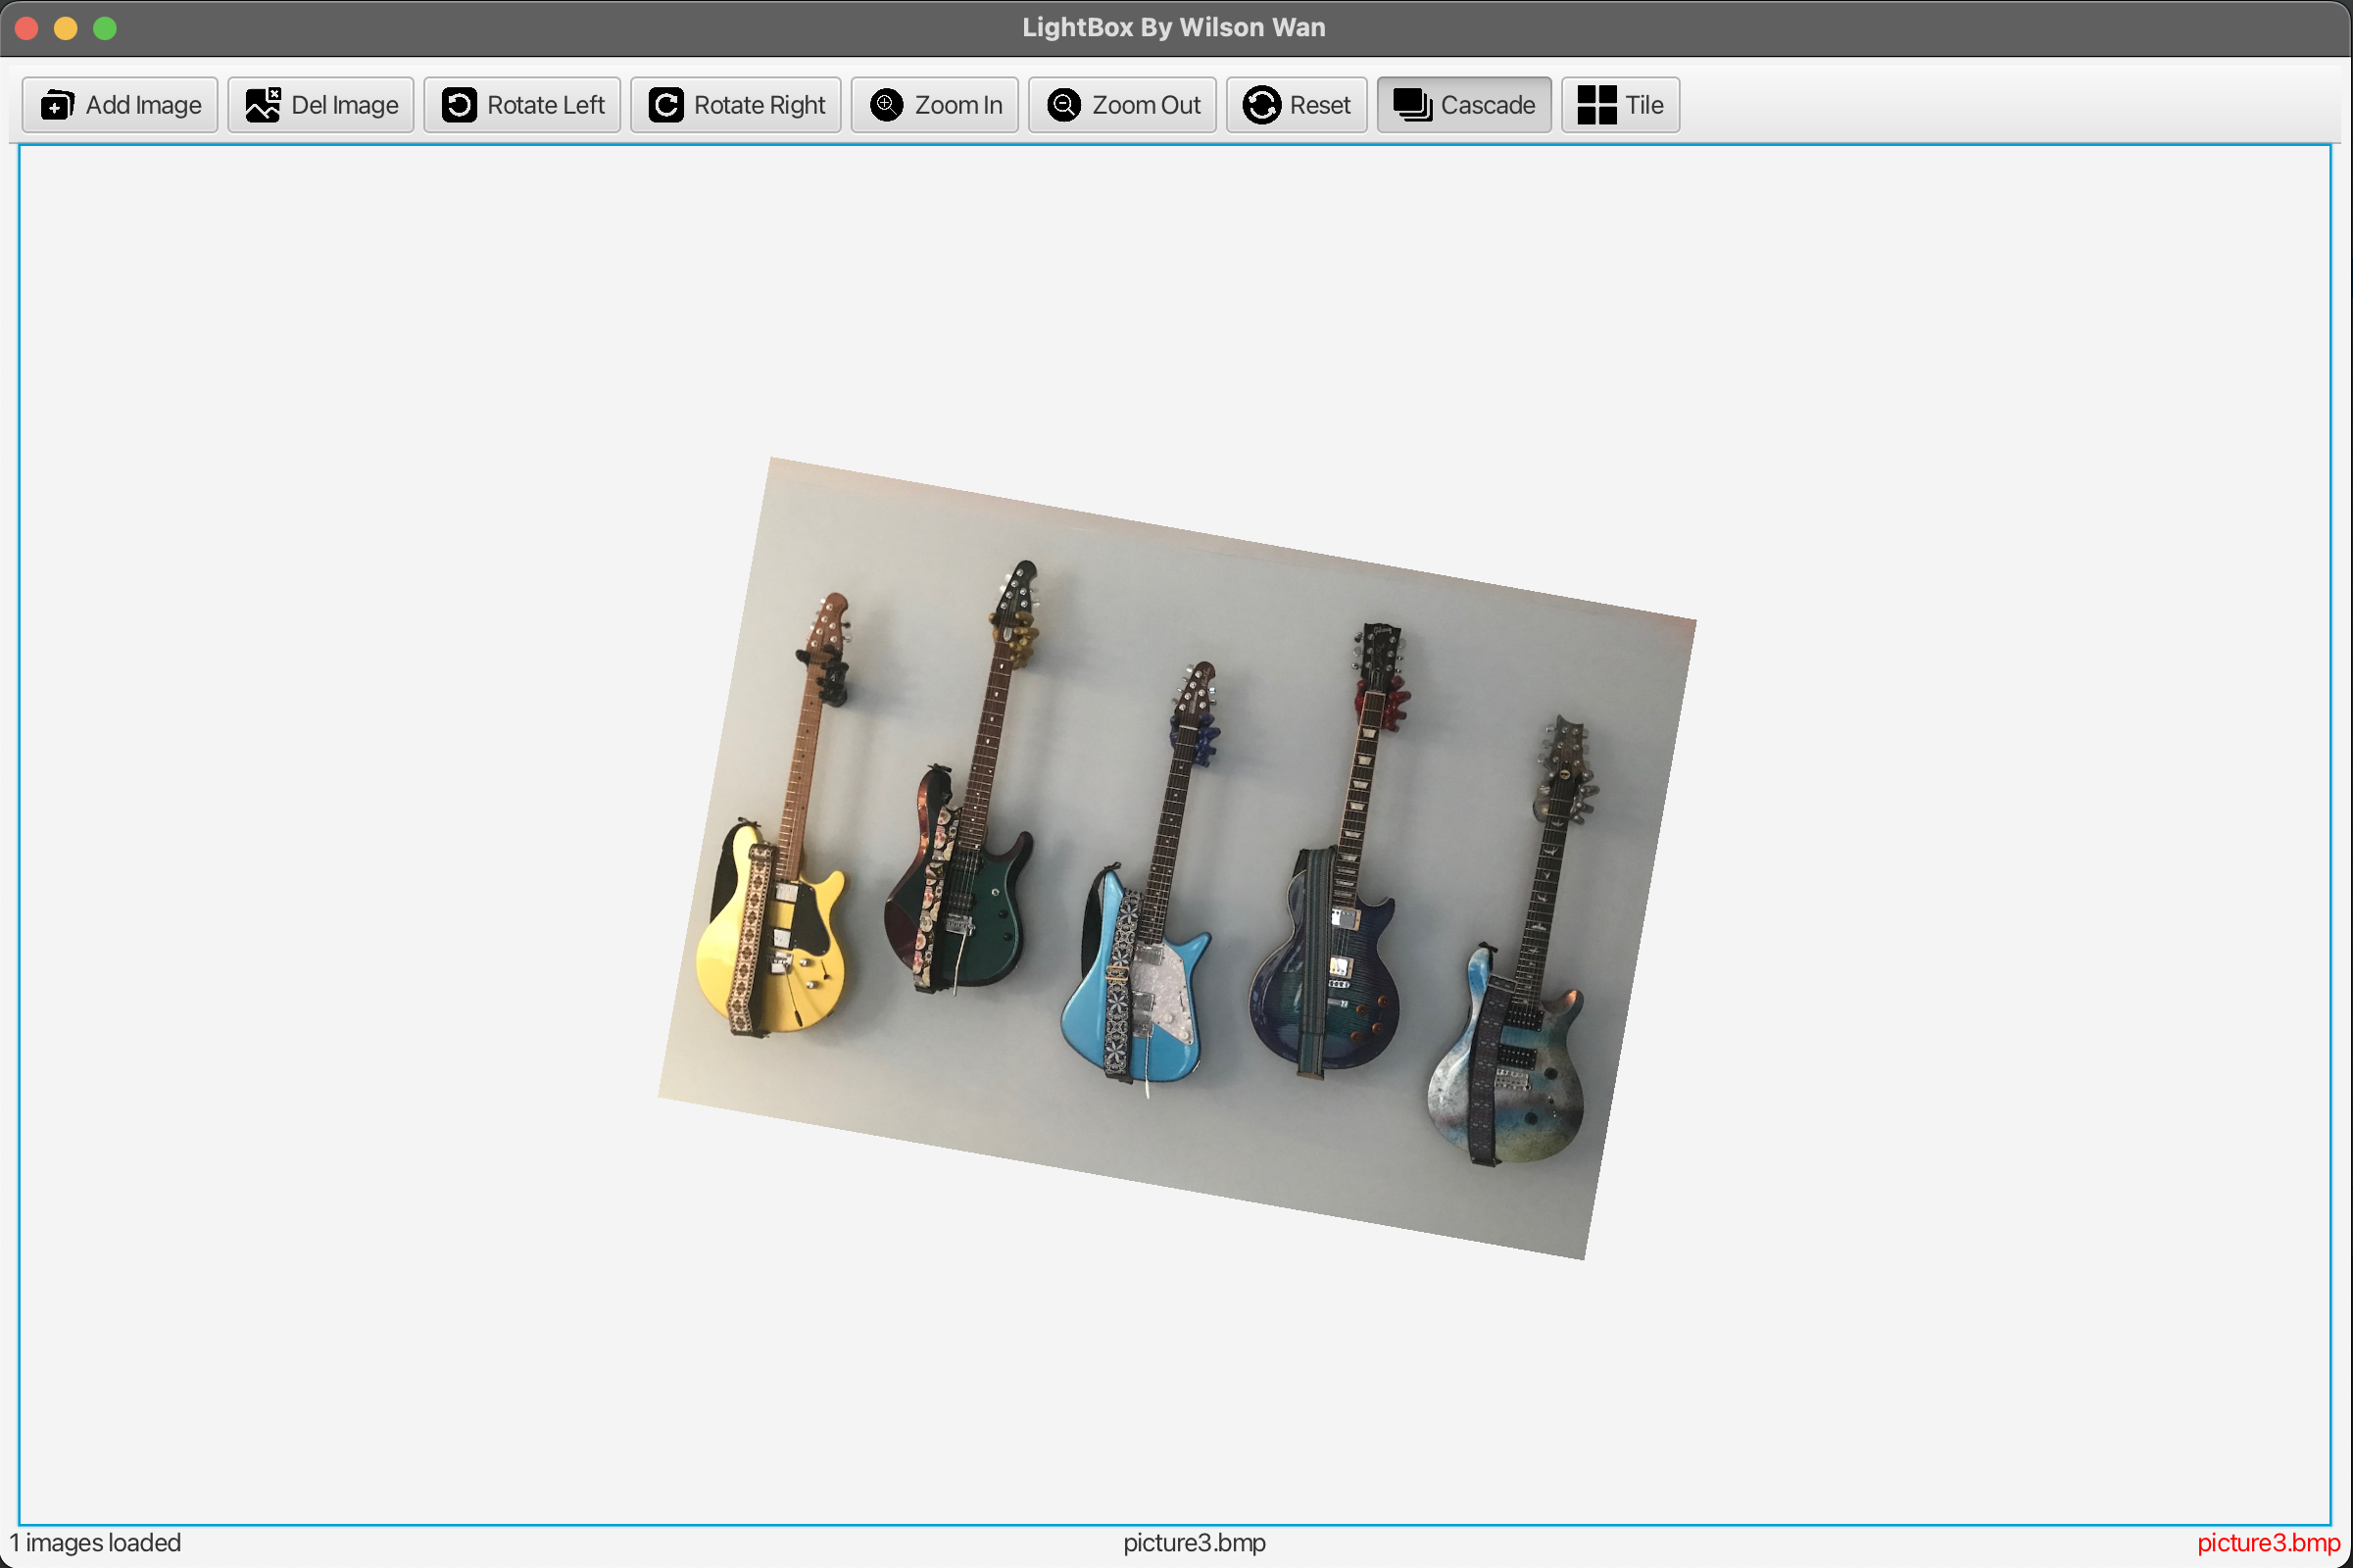 LightBox By Wilson Wan
Add Image Del Image Rotate Left Rotate Right Zoom In Zoom Out Reset Cascade Tile
Gibson
1 images loaded picture3.bmp picture3.bmp